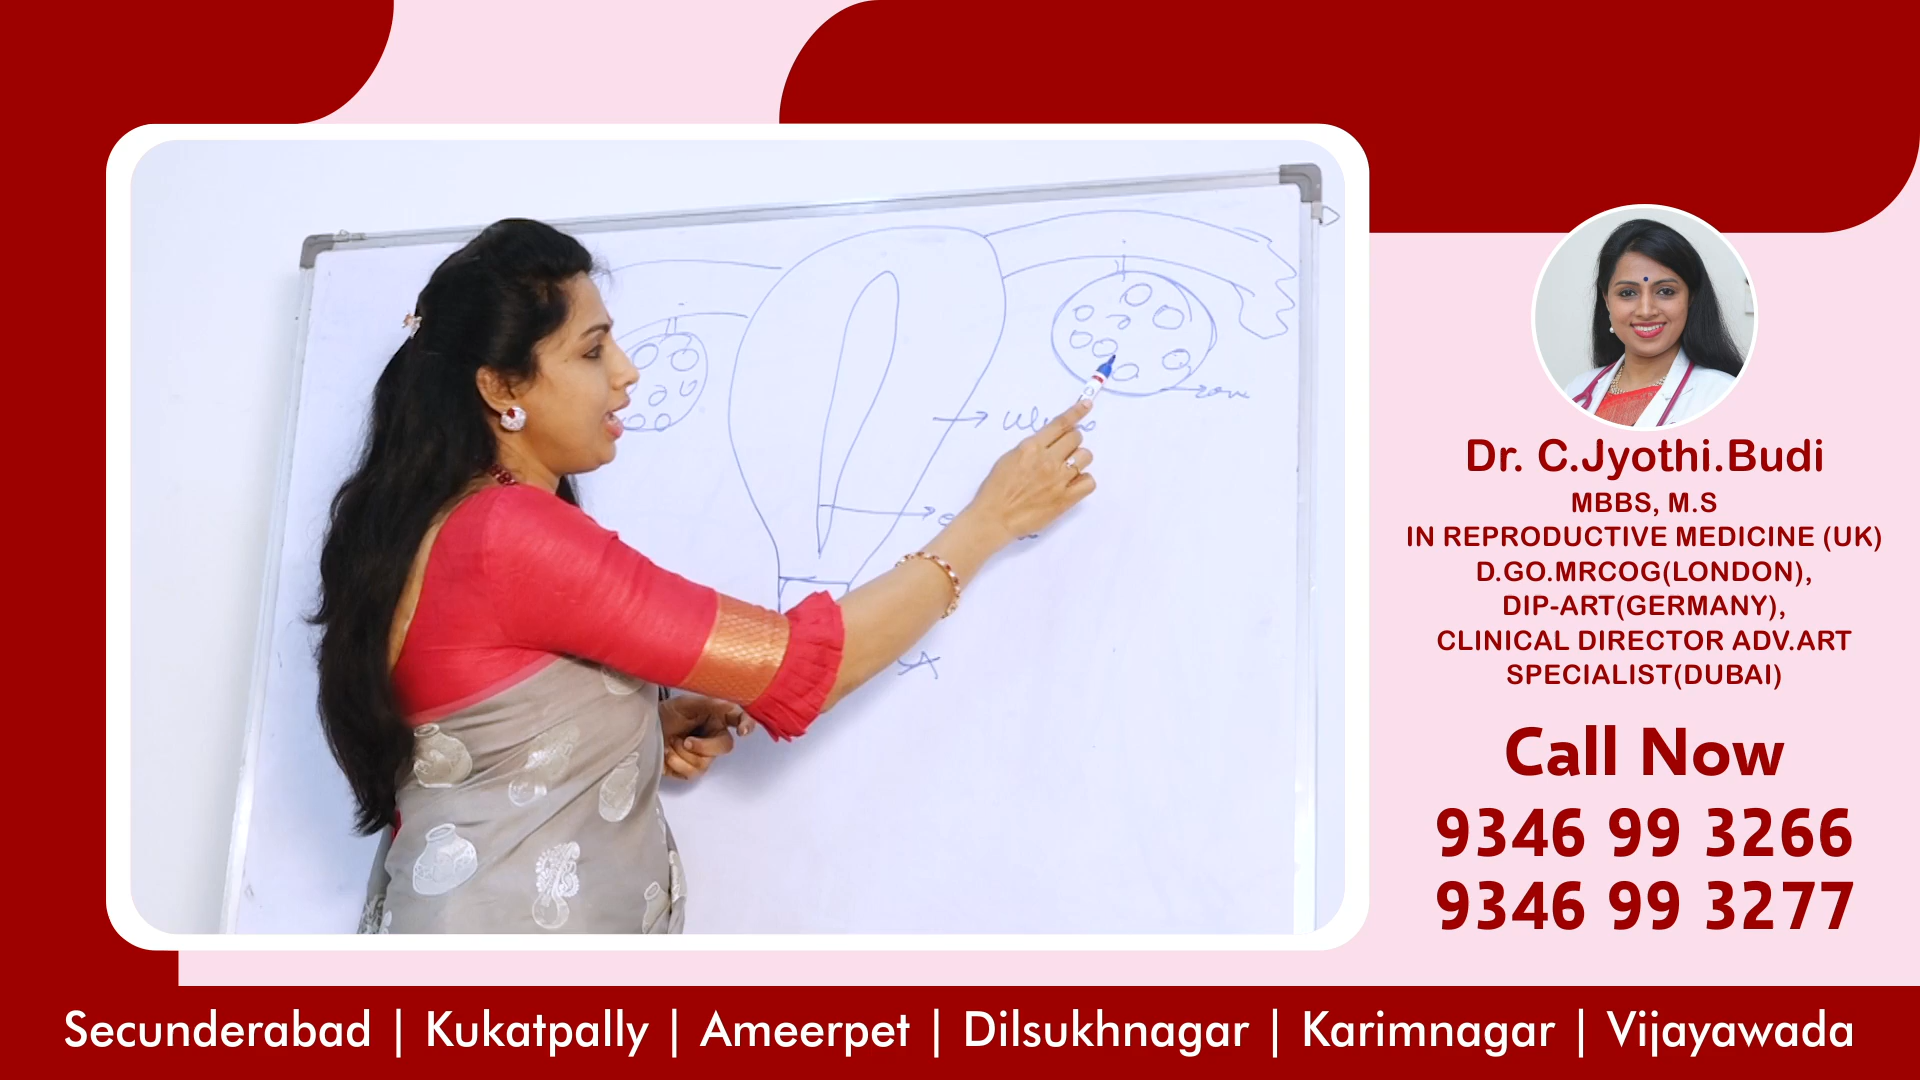 Dr. C.Jyothi.Budi
MBBS, M.S
IN REPRODUCTIVE MEDICINE (UK)
D.GO.MRCOG(LONDON),
DIP-ART(GERMANY),
CLINICAL DIRECTOR ADV.ART
SPECIALIST(DUBAI)
Call Now
9346 99 3266
9346 99 3277
Secunderabad | Kukatpally | Ameerpet | Dilsukhnagar | Karimnagar | Vijayawada